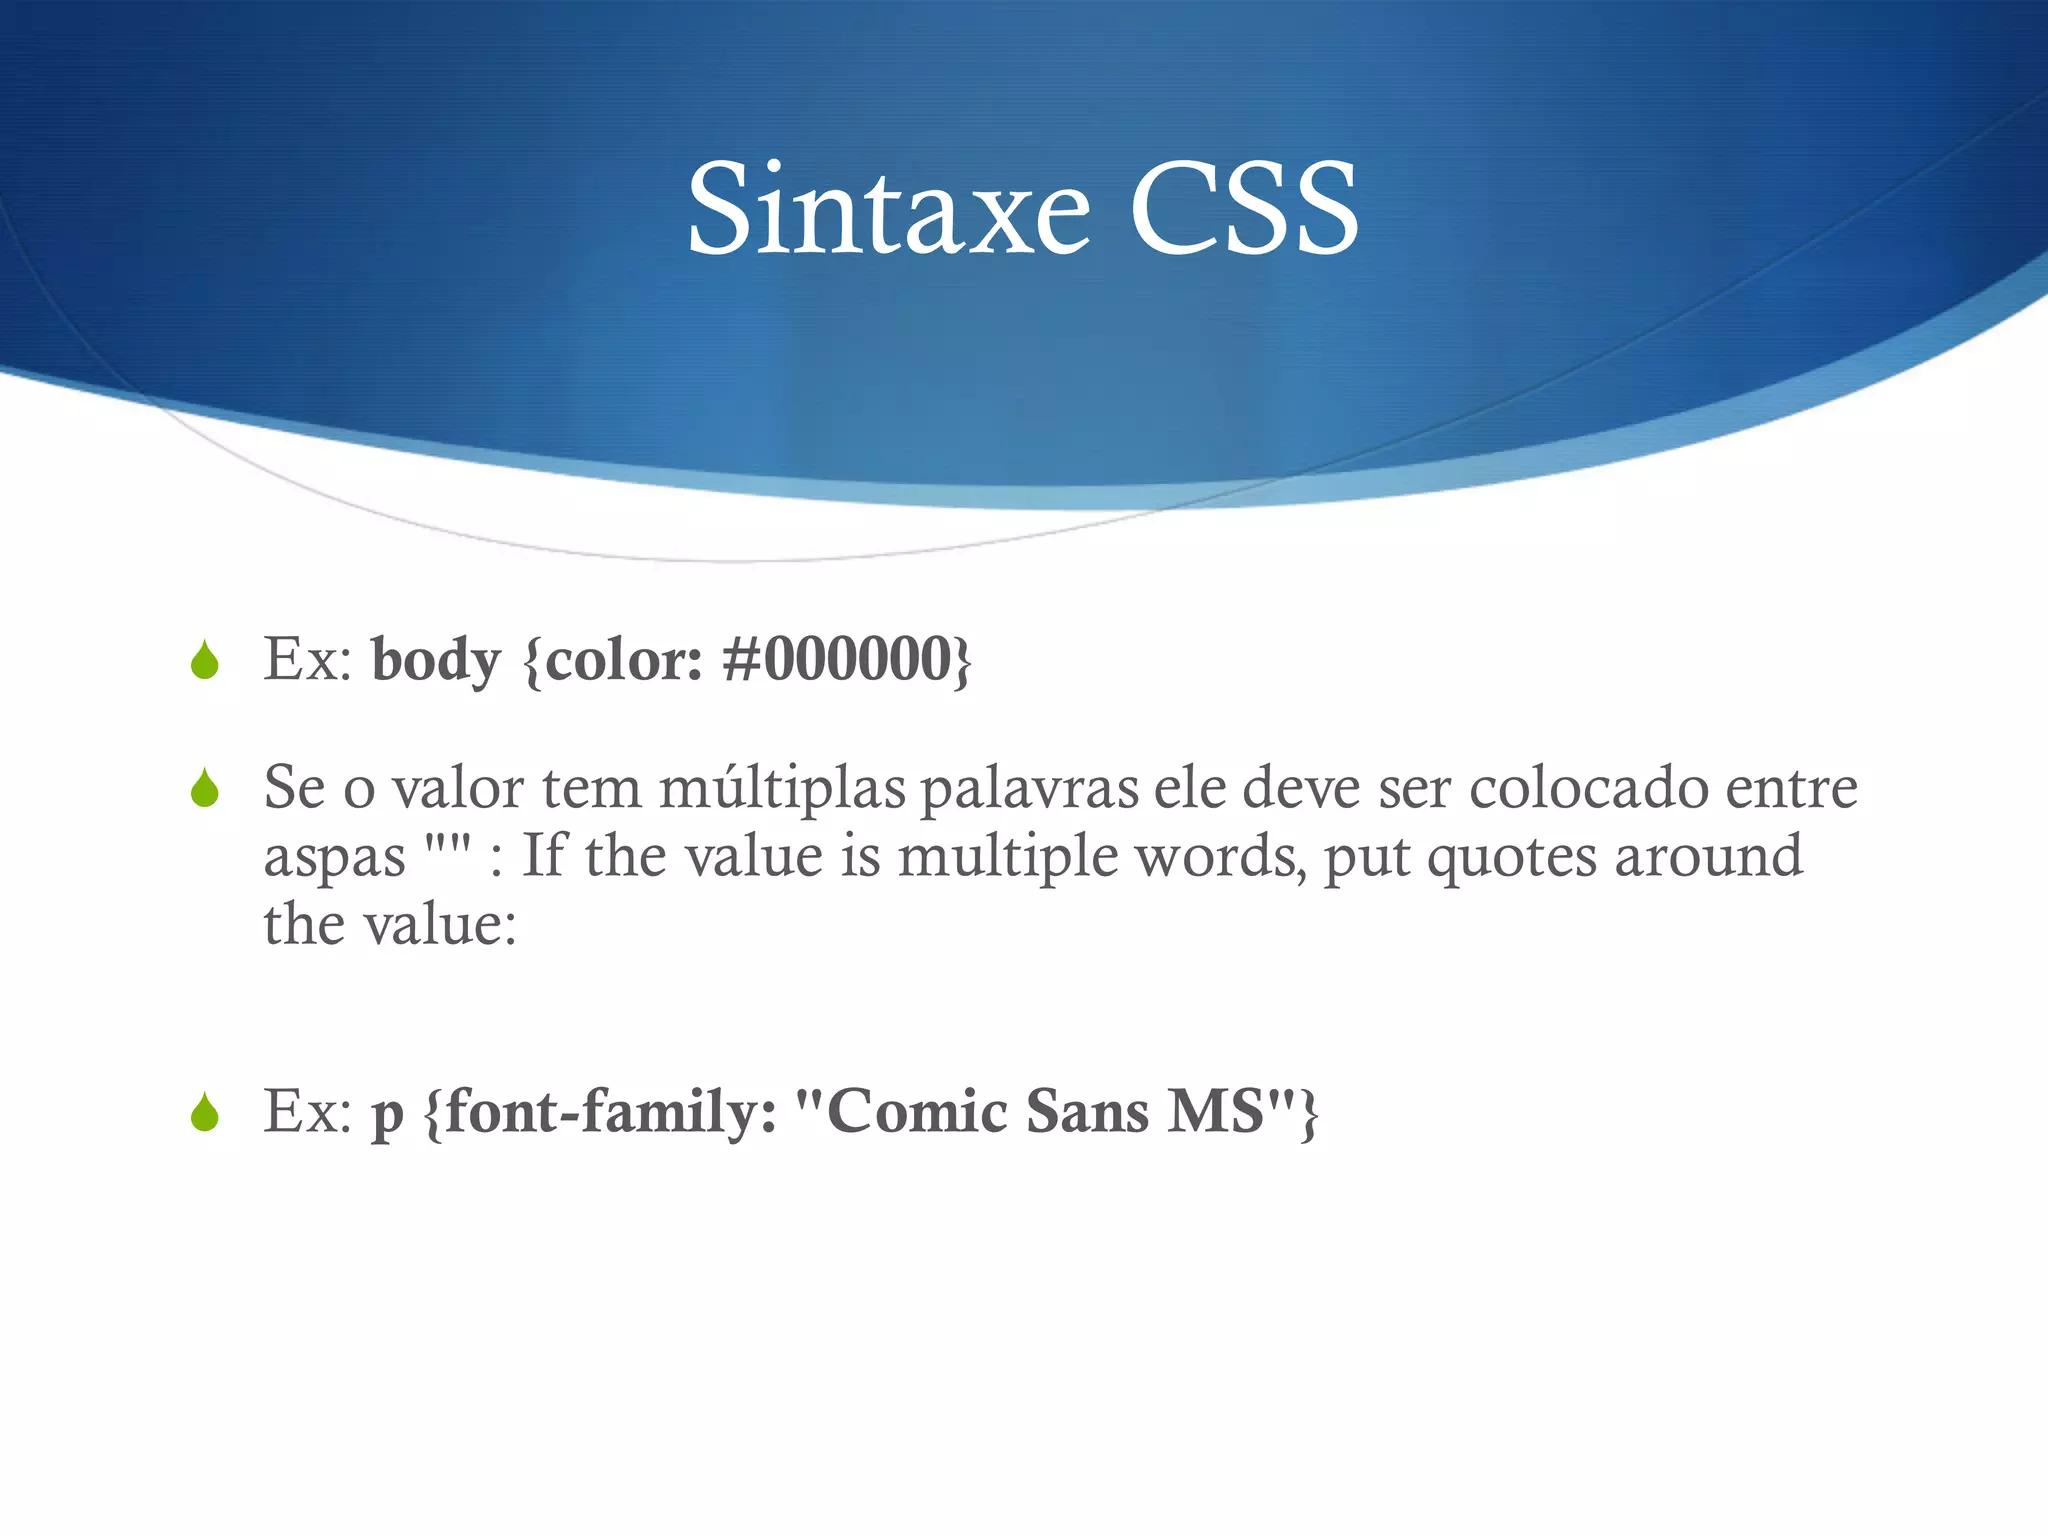 Sintaxe CSS
Ex: body {color: #000000}
Se o valor tem múltiplas palavras ele deve ser colocado entre
aspas "" : If the value is multiple words, put quotes around
the value:
Ex: p {font-family: "Comic Sans MS"}